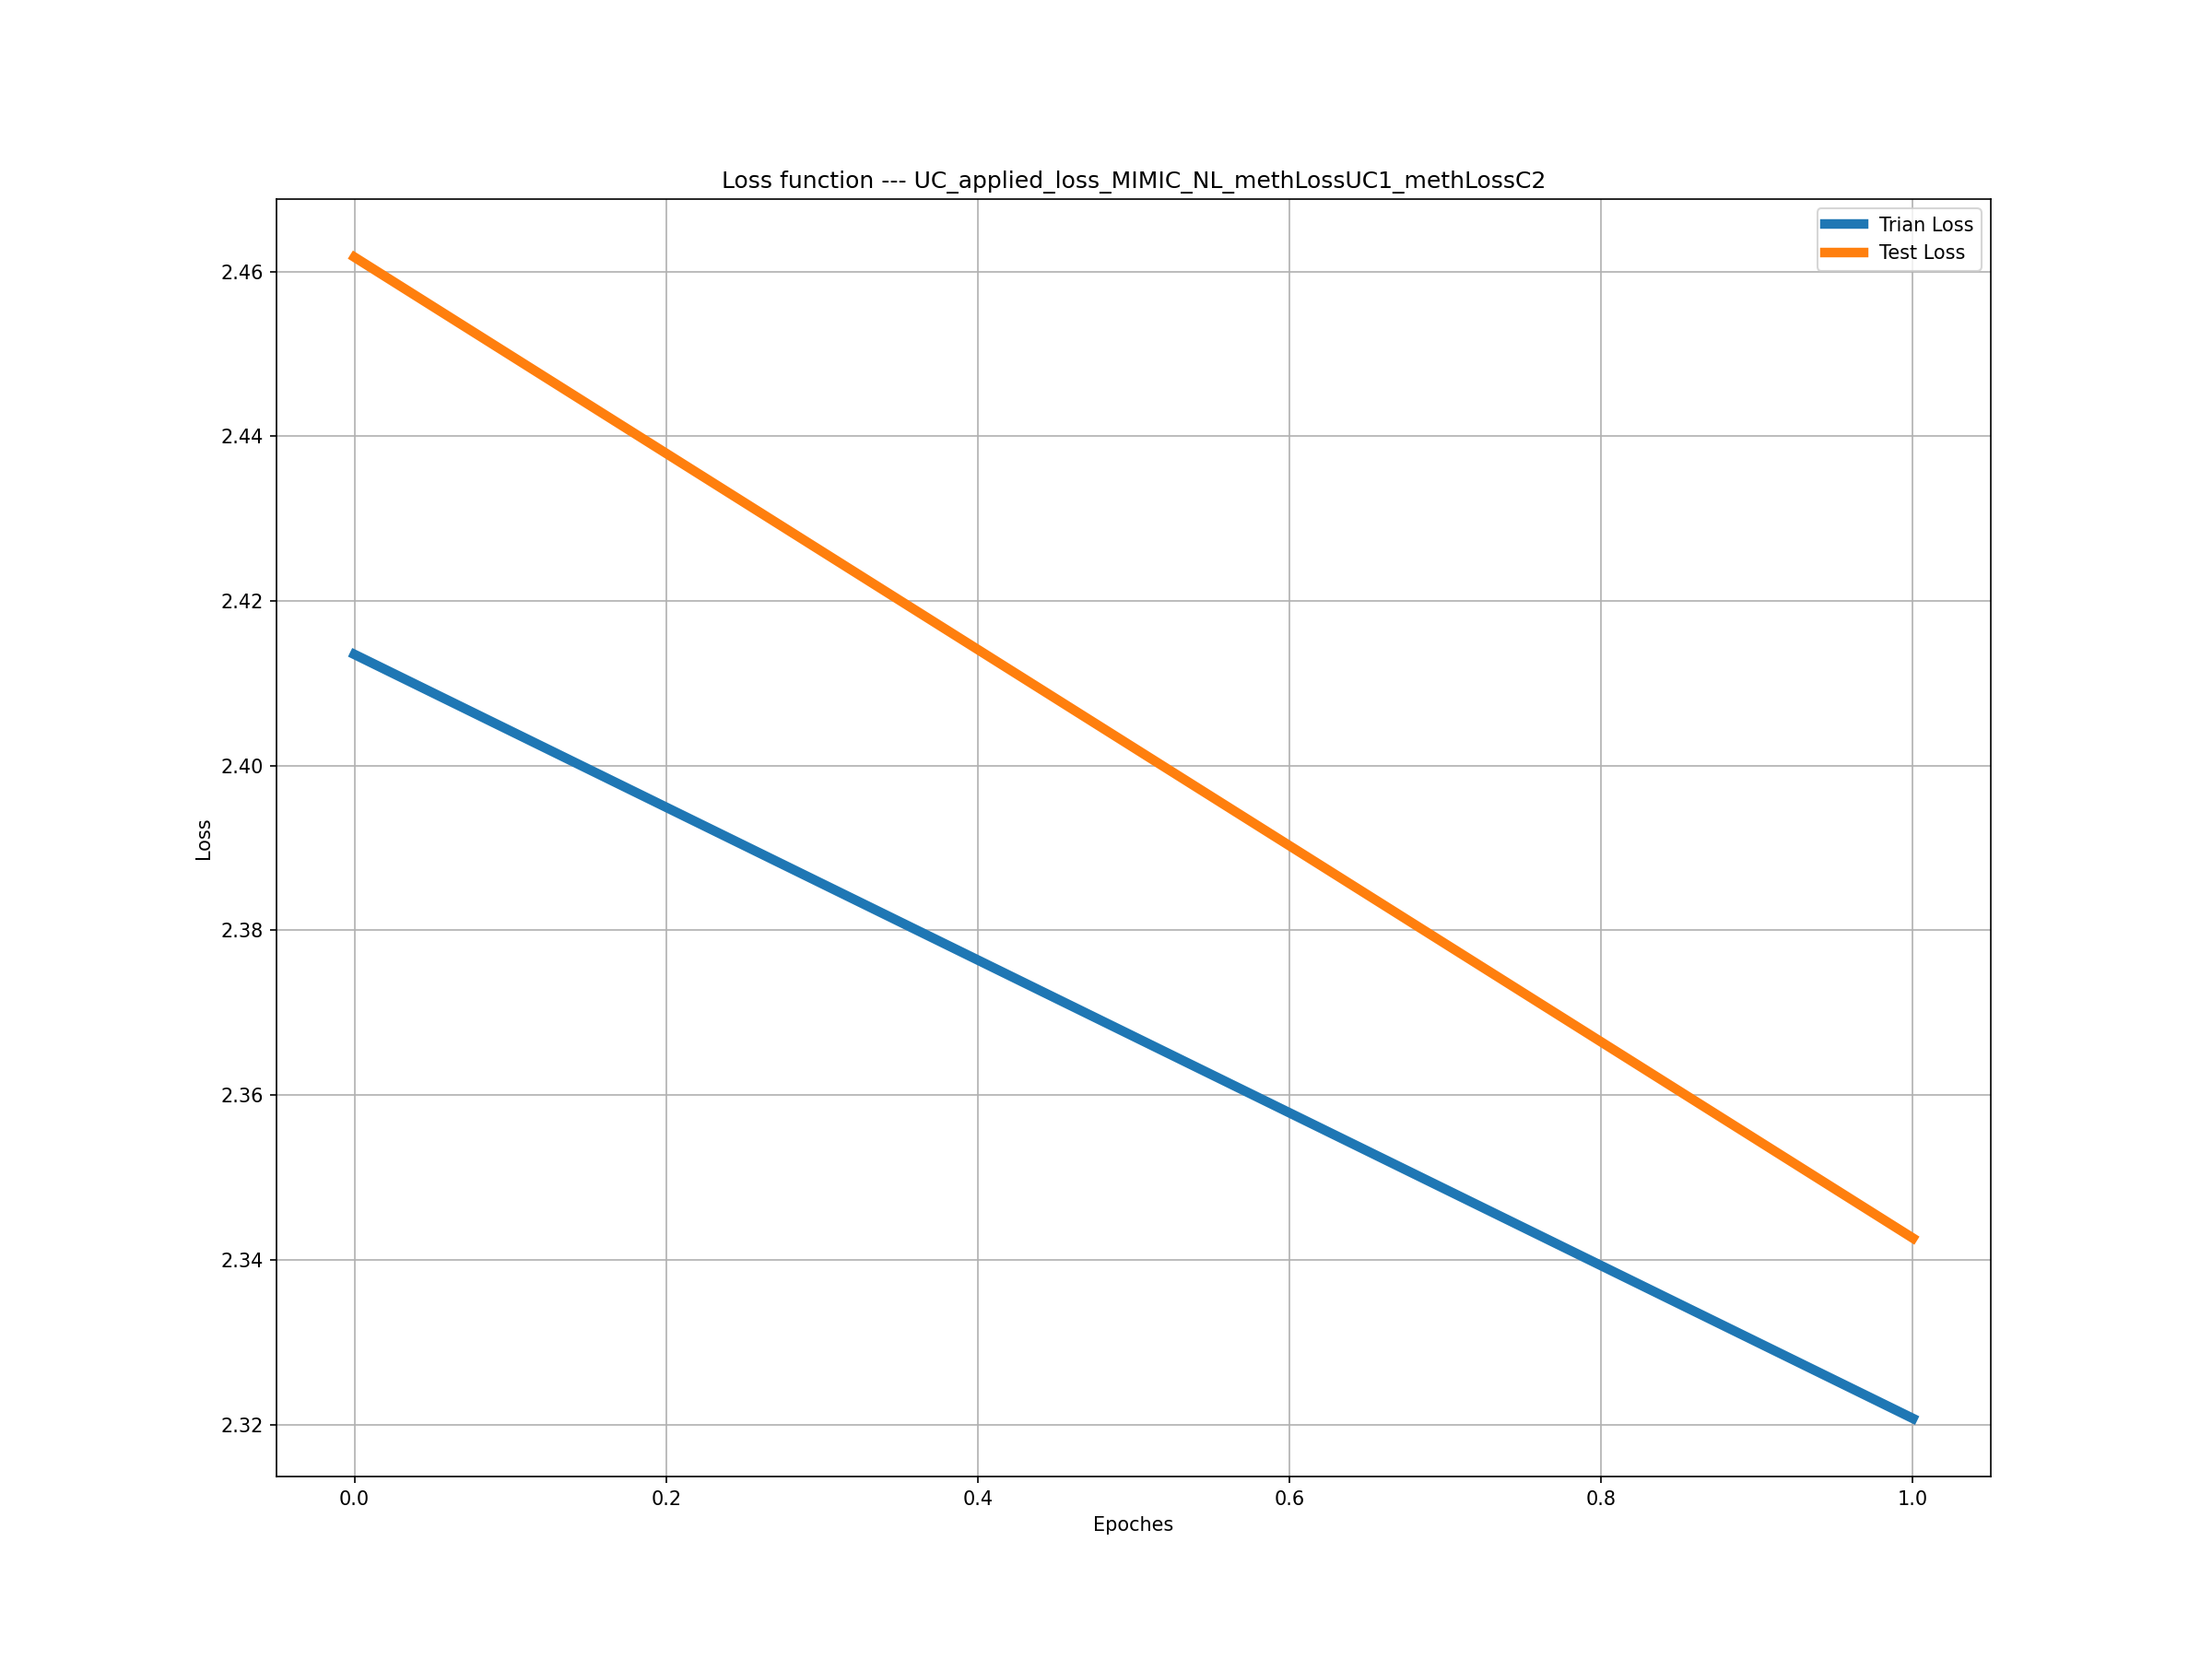 Loss function --- UC_applied_loss_MIMIC_NL_methLossUC1_methLossC2
Trian Loss
Test Loss
2.46
2.44
2.42
2.40
2.38
2.36
2.34
2.32
Loss
0.0 0.2 0.4 0.6 0.8 1.0
Epoches